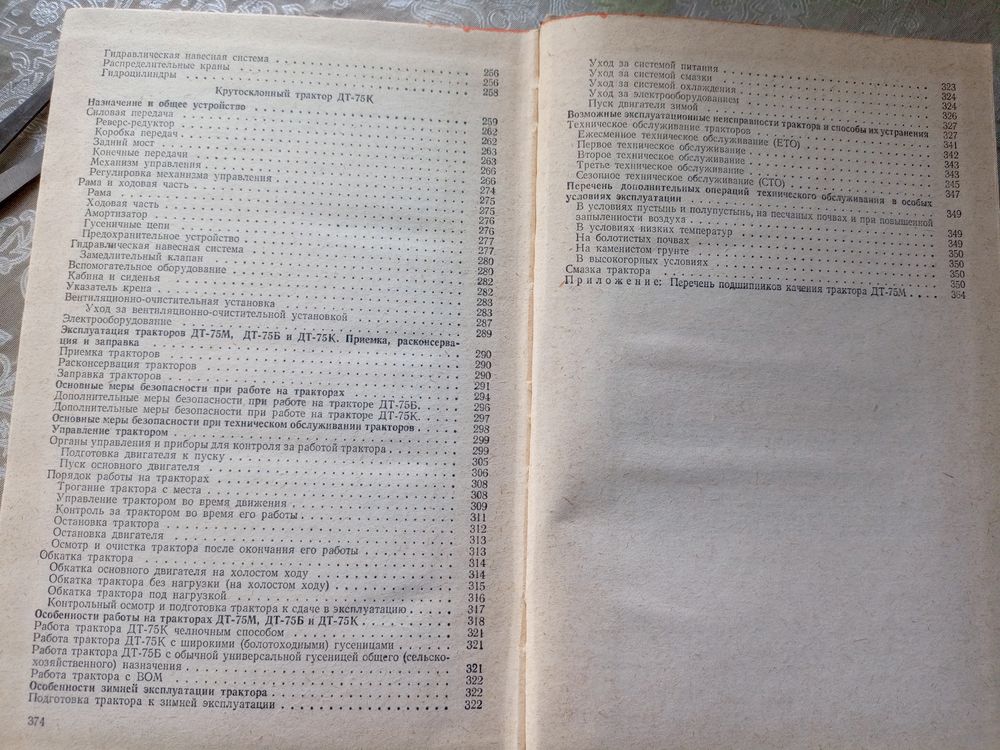 Гидравлическая навесная система . . . 256
Распределительные краны . . . 256
Гидроцилиндры . . . 258
Крутосклонный трактор ДТ-75К
Назначение и общее устройство . . . 259
Силовая передача . . . 262
Реверс-редуктор . . . 262
Коробка передач . . . 263
Задний мост . . . 263
Конечные передачи . . . 266
Механизм управления . . . 266
Регулировка механизма управления . . . 274
Рама и ходовая часть . . . 275
Рама . . . 275
Ходовая часть . . . 276
Амортизатор . . . 276
Гусеничные цепи . . . 277
Предохранительное устройство . . . 277
Гидравлическая навесная система . . . 280
Замедлительный клапан . . . 280
Вспомогательное оборудование . . . 282
Кабина и сиденья . . . 282
Указатель крена . . . 283
Вентиляционно-очистительная установка . . . 283
Уход за вентиляционно-очистительной установкой . . . 287
Электрооборудование . . . 289
Эксплуатация тракторов ДТ-75М, ДТ-75Б и ДТ-75К. Приемка, расконсерва-
ция и заправка . . . 290
Приемка тракторов . . . 290
Расконсервация тракторов . . . 290
Заправка тракторов . . . 291
Основные меры безопасности при работе на тракторах . . . 294
Дополнительные меры безопасности при работе на тракторе ДТ-75Б . . . 296
Дополнительные меры безопасности при работе на тракторе ДТ-75К . . . 297
Основные меры безопасности при техническом обслуживании тракторов . . . 298
Управление трактором . . . 299
Органы управления и приборы для контроля за работой трактора . . . 299
Подготовка двигателя к пуску . . . 305
Пуск основного двигателя . . . 306
Порядок работы на тракторах . . . 308
Трогание трактора с места . . . 308
Управление трактором во время движения . . . 309
Контроль за трактором во время его работы . . . 311
Остановка трактора . . . 312
Остановка двигателя . . . 313
Осмотр и очистка трактора после окончания его работы . . . 313
Обкатка трактора . . . 314
Обкатка основного двигателя на холостом ходу . . . 314
Обкатка трактора без нагрузки (на холостом ходу) . . . 315
Обкатка трактора под нагрузкой . . . 316
Контрольный осмотр и подготовка трактора к сдаче в эксплуатацию . . . 317
Особенности работы на тракторах ДТ-75М, ДТ-75Б и ДТ-75К . . . 318
Работа трактора ДТ-75К челночным способом . . . 321
Работа трактора ДТ-75К с широкими (болотоходными) гусеницами . . . 321
Работа трактора ДТ-75Б с обычной универсальной гусеницей общего (сельско-
хозяйственного) назначения . . . 321
Работа трактора с ВОМ . . . 322
Особенности зимней эксплуатации трактора . . . 322
Подготовка трактора к зимней эксплуатации . . . 322
374
Уход за системой питания . . .
Уход за системой смазки . . . 323
Уход за системой охлаждения . . . 324
Уход за электрооборудованием . . . 324
Пуск двигателя зимой . . . 326
Возможные эксплуатационные неисправности трактора и способы их устранения 327
Техническое обслуживание тракторов . . . 327
Ежесменное техническое обслуживание (ЕТО) . . . 341
Первое техническое обслуживание . . . 342
Второе техническое обслуживание . . . 343
Третье техническое обслуживание . . . 343
Сезонное техническое обслуживание (СТО) . . . 245
Перечень дополнительных операций технического обслуживания в особых
условиях эксплуатации . . . 347
В условиях пустынь и полупустынь, на песчаных почвах и при повышенной
запыленности воздуха . . . 349
В условиях низких температур . . . 349
На болотистых почвах . . . 349
На каменистом грунте . . . 350
В высокогорных условиях . . . 350
Смазка трактора . . . 350
Приложение: Перечень подшипников качения трактора ДТ-75М . . . 364